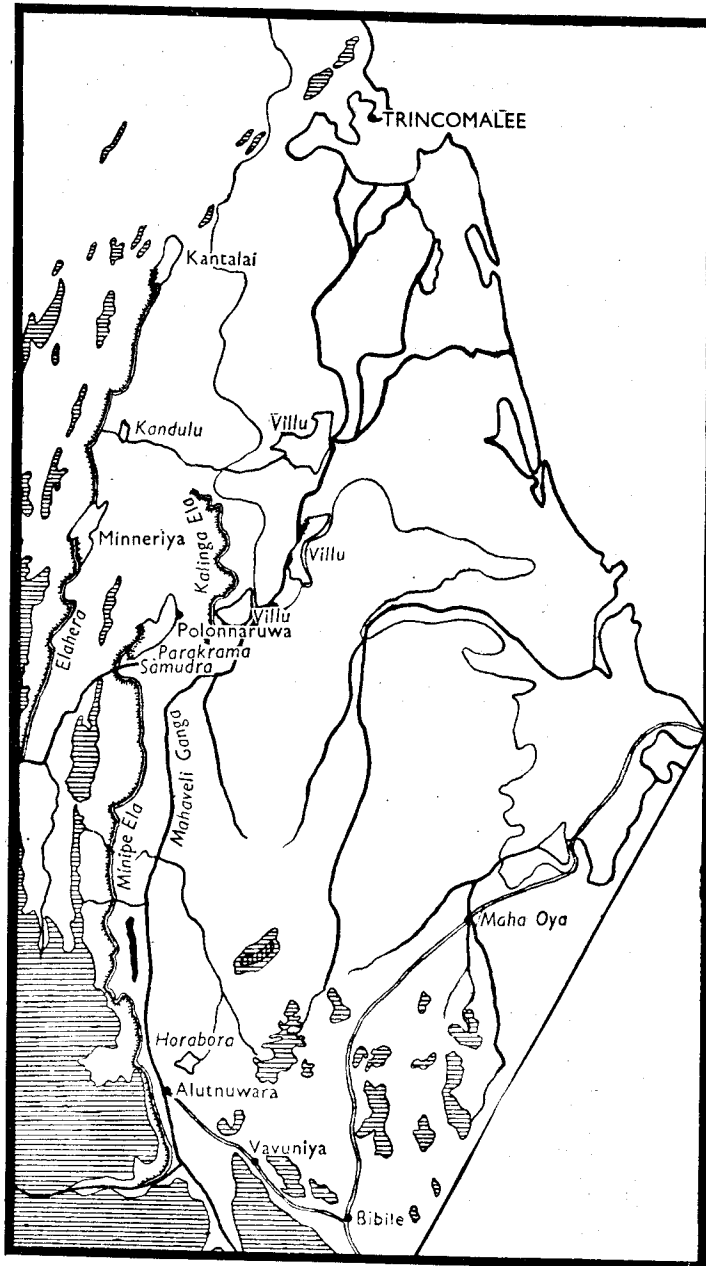 TRINCOMALEE
Kantalai
Kandulu
Villu
Minneriya
Kalinga Ela
Villu
Elahera
Villu
Polonnaruwa
Parakrama
Samudra
Mahaveli Ganga
Minipe Ela
Maha Oya
Horabora
Alutnuwara
Vavuniya
Bibile